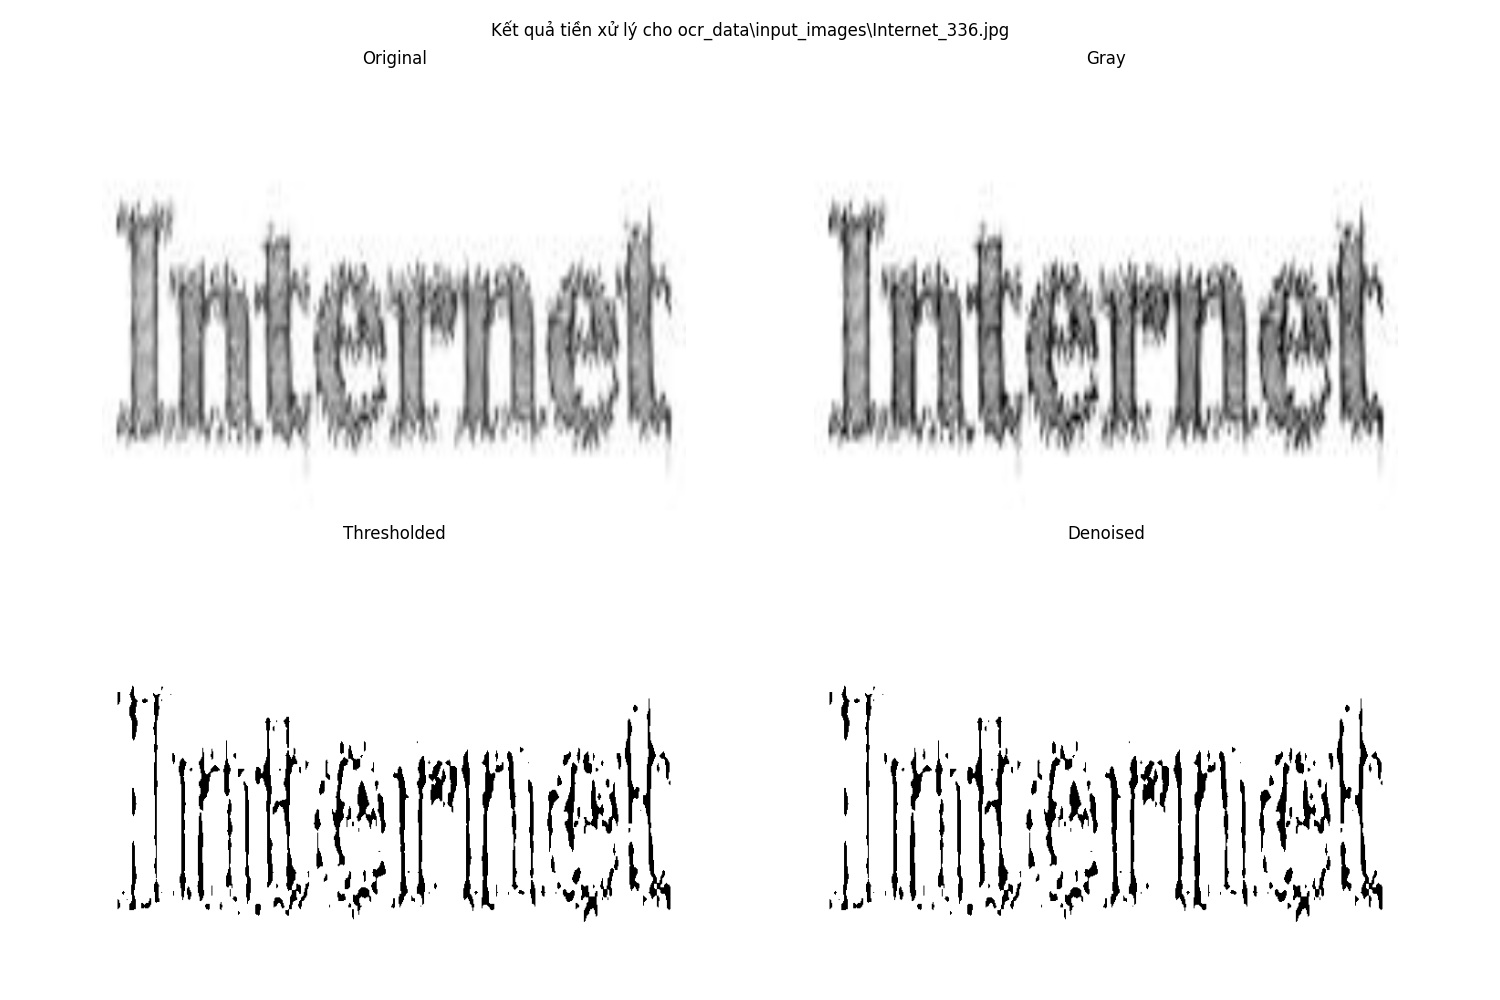 Kết quả tiền xử lý cho ocr_data\input_images\Internet_336.jpg
Original Gray
Internet Internet
Thresholded Denoised
Internet Internet